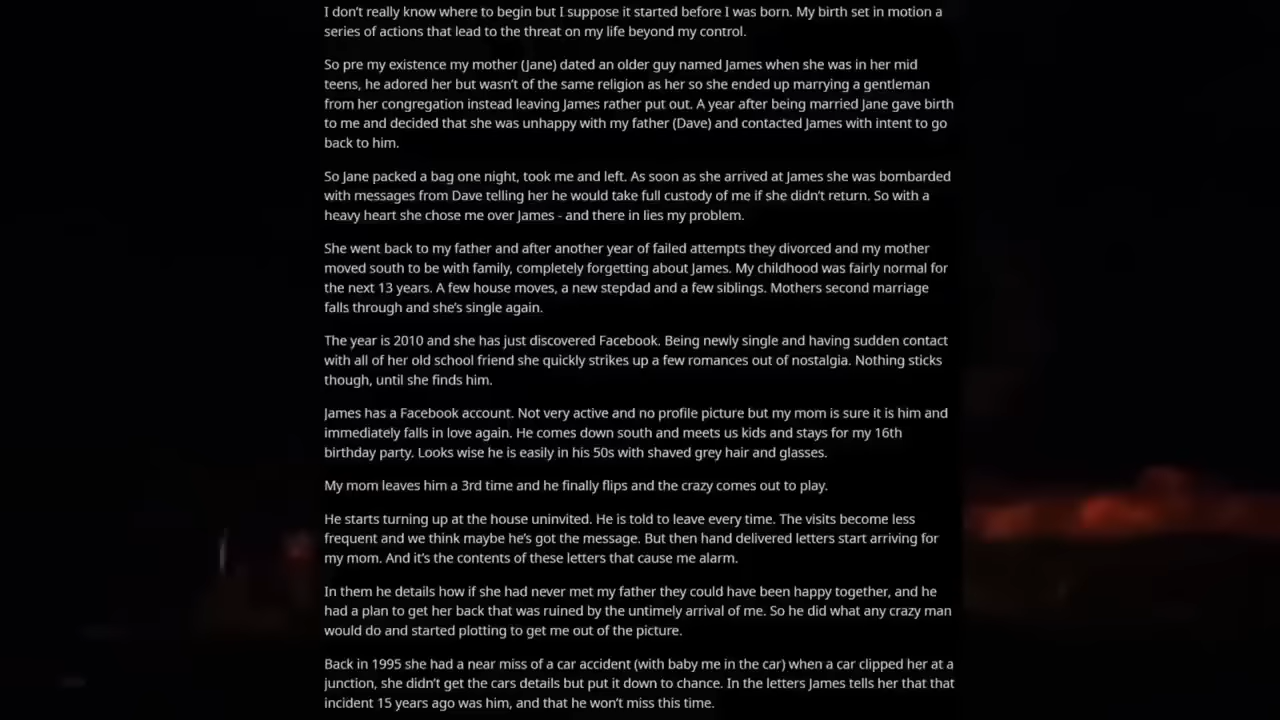 I don't really know where to begin but I suppose it started before I was born. My birth set in motion a
series of actions that lead to the threat on my life beyond my control.
So pre my existence my mother (Jane) dated an older guy named James when she was in her mid
teens, he adored her but wasn't of the same religion as her so she ended up marrying a gentleman
from her congregation instead leaving James rather put out. A year after being married Jane gave birth
to me and decided that she was unhappy with my father (Dave) and contacted James with intent to go
back to him.
So Jane packed a bag one night, took me and left. As soon as she arrived at James she was bombarded
with messages from Dave telling her he would take full custody of me if she didn't return. So with a
heavy heart she chose me over James - and there in lies my problem.
She went back to my father and after another year of failed attempts they divorced and my mother
moved south to be with family, completely forgetting about James. My childhood was fairly normal for
the next 13 years. A few house moves, a new stepdad and a few siblings. Mothers second marriage
falls through and she's single again.
The year is 2010 and she has just discovered Facebook. Being newly single and having sudden contact
with all of her old school friend she quickly strikes up a few romances out of nostalgia. Nothing sticks
though, until she finds him.
James has a Facebook account. Not very active and no profile picture but my mom is sure it is him and
immediately falls in love again. He comes down south and meets us kids and stays for my 16th
birthday party. Looks wise he is easily in his 50s with shaved grey hair and glasses.
My mom leaves him a 3rd time and he finally flips and the crazy comes out to play.
He starts turning up at the house uninvited. He is told to leave every time. The visits become less
frequent and we think maybe he's got the message. But then hand delivered letters start arriving for
my mom. And it's the contents of these letters that cause me alarm.
In them he details how if she had never met my father they could have been happy together, and he
had a plan to get her back that was ruined by the untimely arrival of me. So he did what any crazy man
would do and started plotting to get me out of the picture.
Back in 1995 she had a near miss of a car accident (with baby me in the car) when a car clipped her at a
junction, she didn't get the cars details but put it down to chance. In the letters James tells her that that
incident 15 years ago was him, and that he won't miss this time.